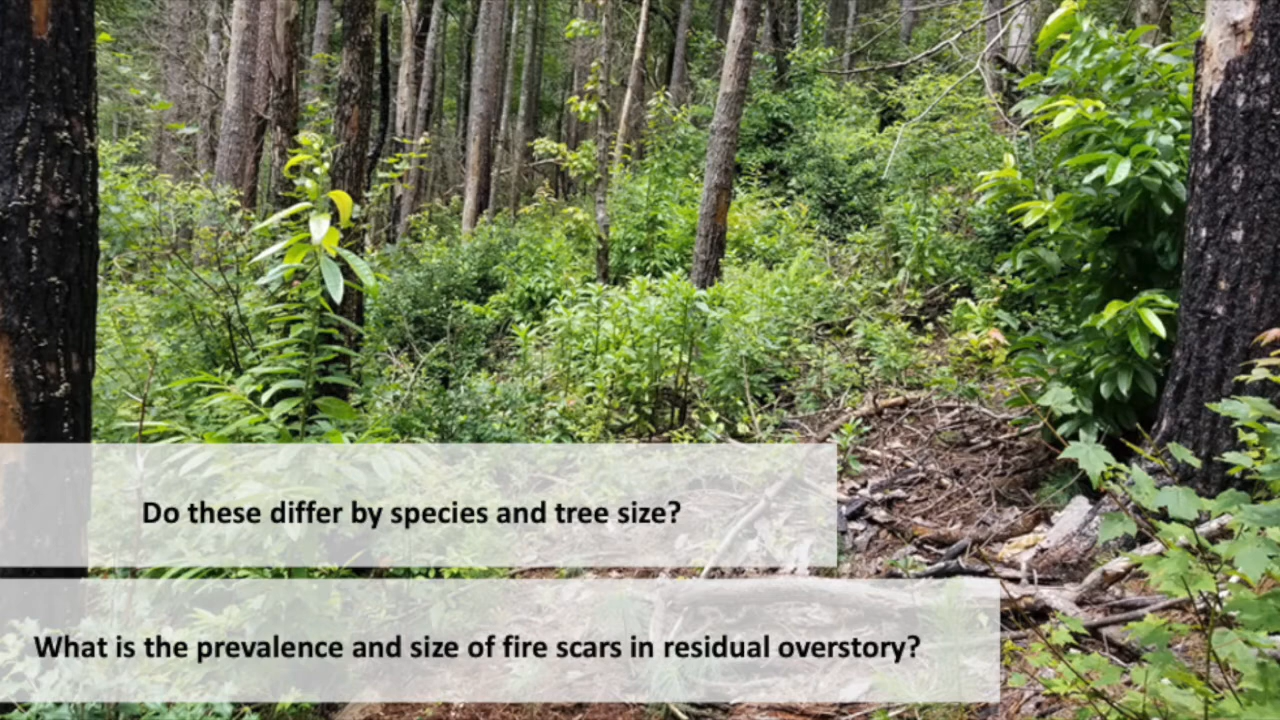 Do these differ by species and tree size?
What is the prevalence and size of fire scars in residual overstory?